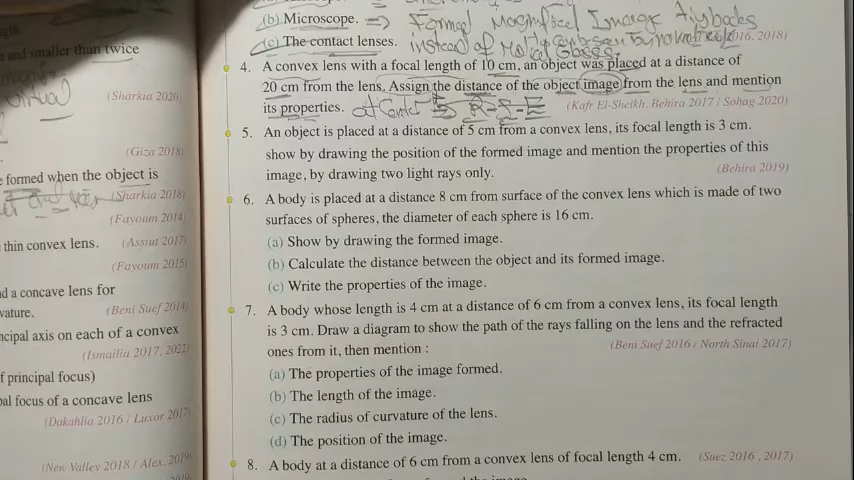 (b) Microscope. => Formed Magnified Image
(c) The contact lenses. instead of Medical Glasses. 2016, 2018)
4. A convex lens with a focal length of 10 cm, an object was placed at a distance of
20 cm from the lens. Assign the distance of the object image from the lens and mention
its properties. at Center R-S-E (Kafr El-Sheikh, Behira 2017 / Sohag 2020)
5. An object is placed at a distance of 5 cm from a convex lens, its focal length is 3 cm.
show by drawing the position of the formed image and mention the properties of this
image, by drawing two light rays only. (Behira 2019)
6. A body is placed at a distance 8 cm from surface of the convex lens which is made of two
surfaces of spheres, the diameter of each sphere is 16 cm.
(a) Show by drawing the formed image.
(b) Calculate the distance between the object and its formed image.
(c) Write the properties of the image.
7. A body whose length is 4 cm at a distance of 6 cm from a convex lens, its focal length
is 3 cm. Draw a diagram to show the path of the rays falling on the lens and the refracted
ones from it, then mention : (Beni Suef 2016 / North Sinai 2017)
(a) The properties of the image formed.
(b) The length of the image.
(c) The radius of curvature of the lens.
(d) The position of the image.
8. A body at a distance of 6 cm from a convex lens of focal length 4 cm. (Suez 2016 , 2017)
and smaller than twice
virtual
(Sharkia 2020)
(Giza 2018)
formed when the object is
(Sharkia 2018)
(Fayoum 2014)
thin convex lens. (Assiut 2017)
(Fayoum 2015)
nd a concave lens for
vature. (Beni Suef 2014)
ncipal axis on each of a convex
(Ismailia 2017, 2022)
f principal focus)
pal focus of a concave lens
(Dakahlia 2016 / Luxor 2017)
(New Valley 2018 / Alex. 2019)